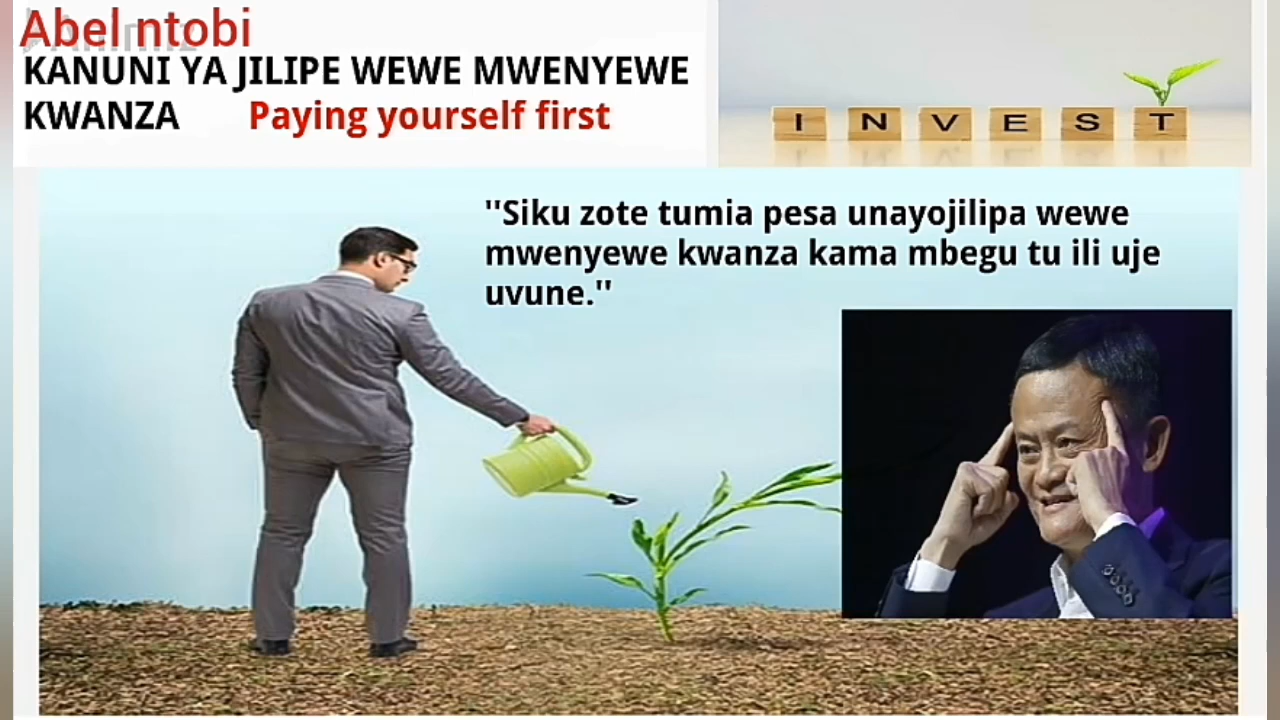 Abel ntobi
KANUNI YA JILIPE WEWE MWENYEWE
KWANZA Paying yourself first
INVEST
"Siku zote tumia pesa unayojilipa wewe
mwenyewe kwanza kama mbegu tu ili uje
uvune."